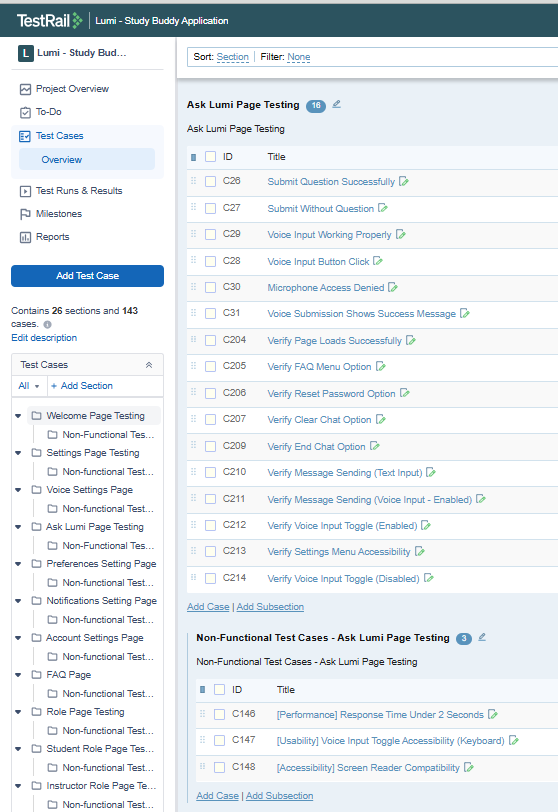 TestRail Lumi - Study Buddy Application
L Lumi - Study Bud...
Project Overview
To-Do
Test Cases
Overview
Test Runs & Results
Milestones
Reports
Add Test Case
Contains 26 sections and 143
cases.
Edit description
Test Cases
All + Add Section
Welcome Page Testing
Non-Functional Tes...
Settings Page Testing
Non-functional Test...
Voice Settings Page
Non-functional Test...
Ask Lumi Page Testing
Non-Functional Tes...
Preferences Setting Page
Non-functional Test...
Notifications Setting Page
Non-functional Test...
Account Settings Page
Non-functional Test...
FAQ Page
Non-functional Test...
Role Page Testing
Non-functional Test...
Student Role Page Tes...
Non-functional Test...
Instructor Role Page Te...
Non-functional Test...
Sort: Section Filter: None
Ask Lumi Page Testing 16
Ask Lumi Page Testing
ID Title
C26 Submit Question Successfully
C27 Submit Without Question
C29 Voice Input Working Properly
C28 Voice Input Button Click
C30 Microphone Access Denied
C31 Voice Submission Shows Success Message
C204 Verify Page Loads Successfully
C205 Verify FAQ Menu Option
C206 Verify Reset Password Option
C207 Verify Clear Chat Option
C209 Verify End Chat Option
C210 Verify Message Sending (Text Input)
C211 Verify Message Sending (Voice Input - Enabled)
C212 Verify Voice Input Toggle (Enabled)
C213 Verify Settings Menu Accessibility
C214 Verify Voice Input Toggle (Disabled)
Add Case | Add Subsection
Non-Functional Test Cases - Ask Lumi Page Testing 3
Non-Functional Test Cases - Ask Lumi Page Testing
ID Title
C146 [Performance] Response Time Under 2 Seconds
C147 [Usability] Voice Input Toggle Accessibility (Keyboard)
C148 [Accessibility] Screen Reader Compatibility
Add Case | Add Subsection